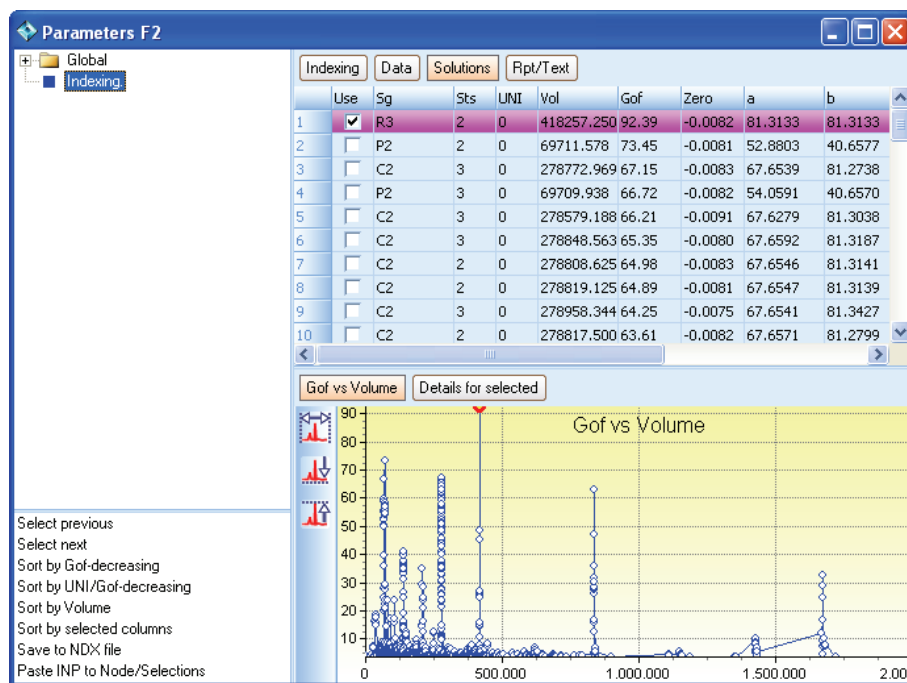 Parameters F2
Global
Indexing
Indexing Data Solutions Rpt/Text
Use Sg Sts UNI Vol Gof Zero a b
1 R3 2 0 418257.250 92.39 -0.0082 81.3133 81.3133
2 P2 2 0 69711.578 73.45 -0.0081 52.8803 40.6577
3 C2 3 0 278772.969 67.15 -0.0083 67.6539 81.2738
4 P2 3 0 69709.938 66.72 -0.0082 54.0591 40.6570
5 C2 3 0 278579.188 66.21 -0.0091 67.6279 81.3038
6 C2 3 0 278848.563 65.35 -0.0080 67.6592 81.3187
7 C2 2 0 278808.625 64.98 -0.0083 67.6546 81.3141
8 C2 2 0 278819.125 64.89 -0.0081 67.6547 81.3139
9 C2 3 0 278958.344 64.25 -0.0075 67.6541 81.3427
10 C2 2 0 278817.500 63.61 -0.0082 67.6571 81.2799
Gof vs Volume Details for selected
Gof vs Volume
90
80
70
60
50
40
30
20
10
0 500.000 1.000.000 1.500.000 2.00
Select previous
Select next
Sort by Gof-decreasing
Sort by UNI/Gof-decreasing
Sort by Volume
Sort by selected columns
Save to NDX file
Paste INP to Node/Selections